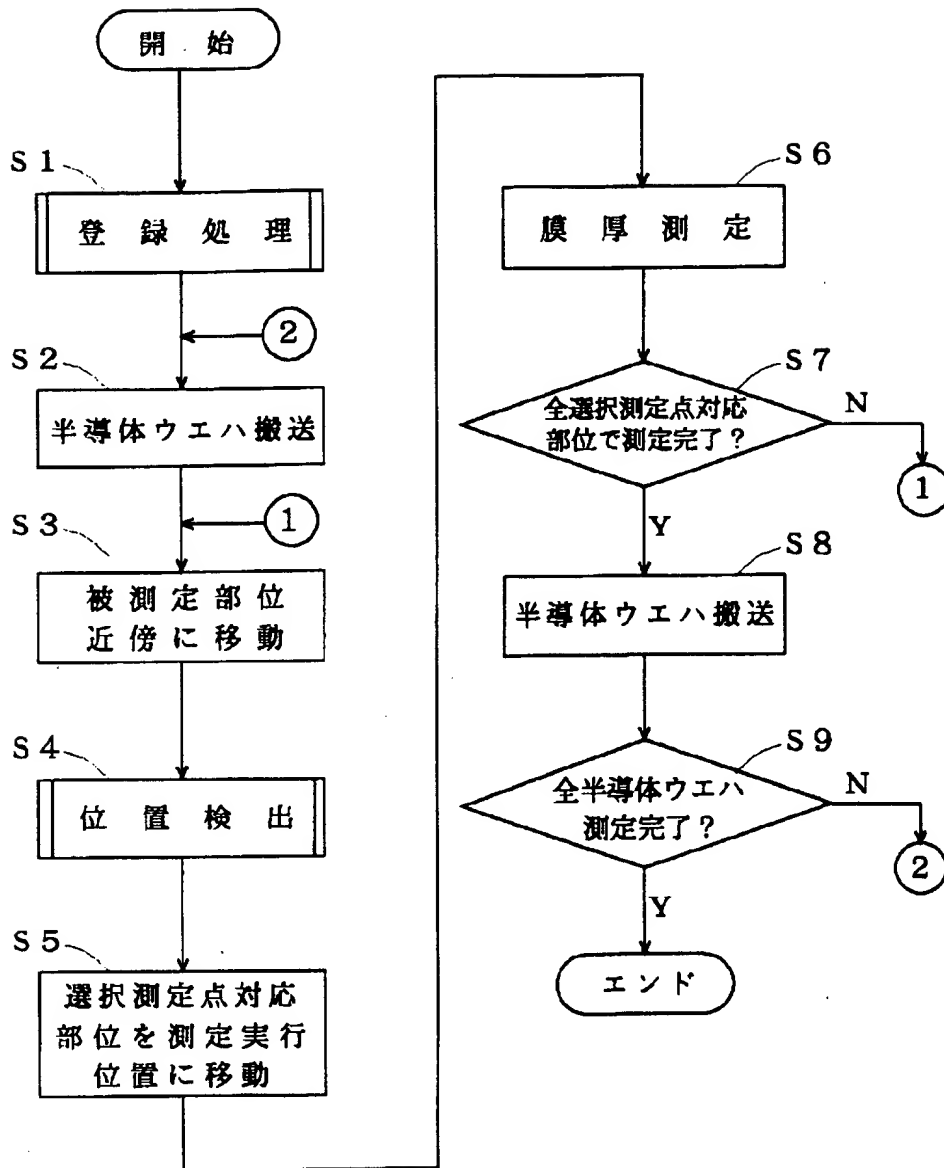 開始
S1
登録処理
②
S2
半導体ウエハ搬送
①
S3
被測定部位
近傍に移動
S4
位置検出
S5
選択測定点対応
部位を測定実行
位置に移動
S6
膜厚測定
S7
全選択測定点対応
部位で測定完了?
N
①
Y
S8
半導体ウエハ搬送
S9
全半導体ウエハ
測定完了?
N
②
Y
エンド